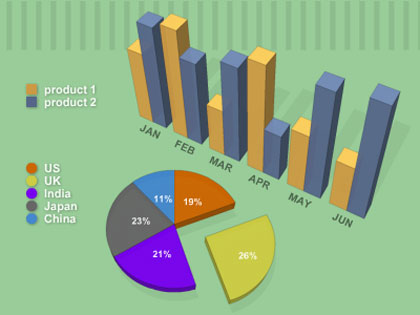 product 1
product 2
JAN
FEB
MAR
APR
MAY
JUN
US
UK
India
Japan
China
11%
19%
23%
21%
26%